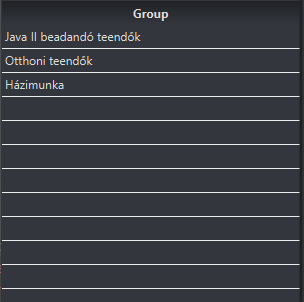 Group
Java II beadandó teendők
Otthoni teendők
Házimunka